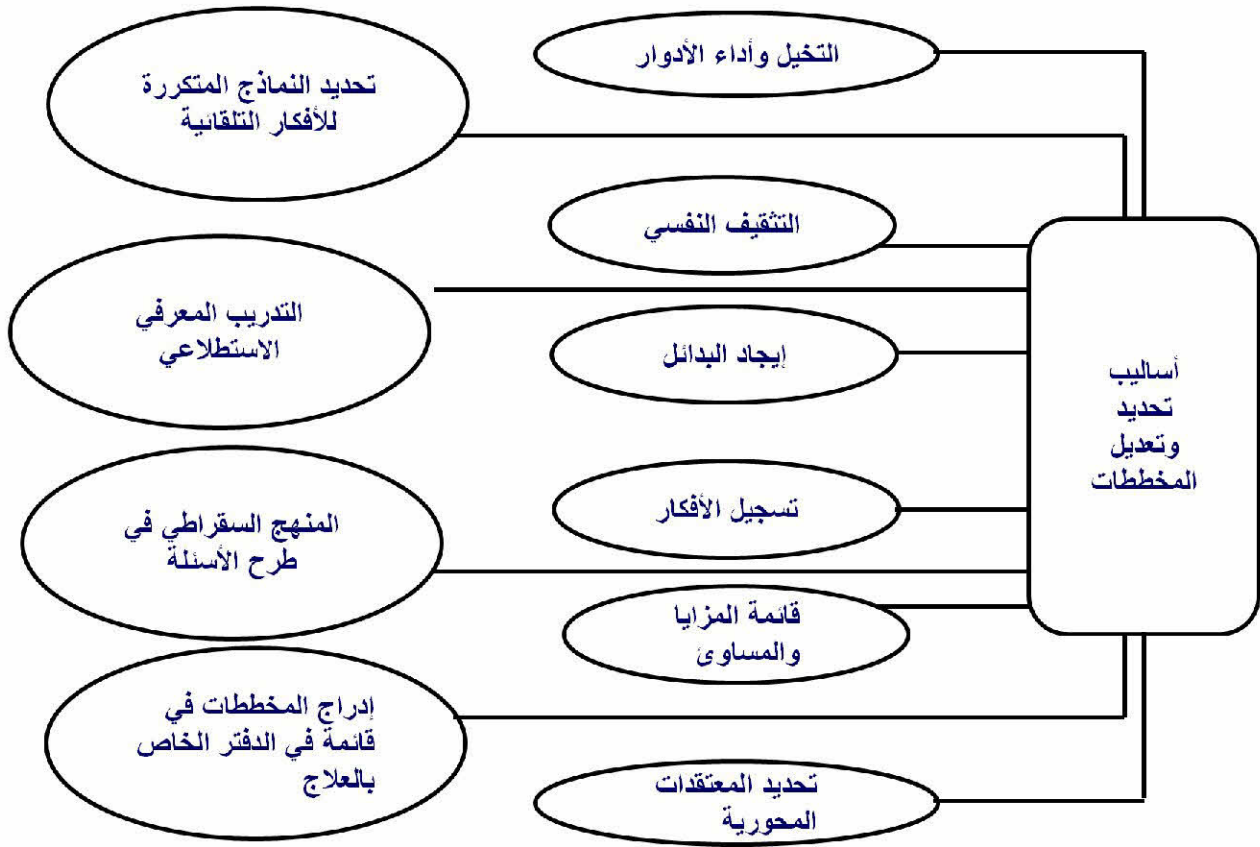 أساليب
تحديد
وتعديل
المخططات
التخيل وأداء الأدوار
تحديد النماذج المتكررة
للأفكار التلقائية
التثقيف النفسي
التدريب المعرفي
الاستطلاعي
إيجاد البدائل
تسجيل الأفكار
المنهج السقراطي في
طرح الأسئلة
قائمة المزايا
والمساوئ
إدراج المخططات في
قائمة في الدفتر الخاص
بالعلاج
تحديد المعتقدات
المحورية